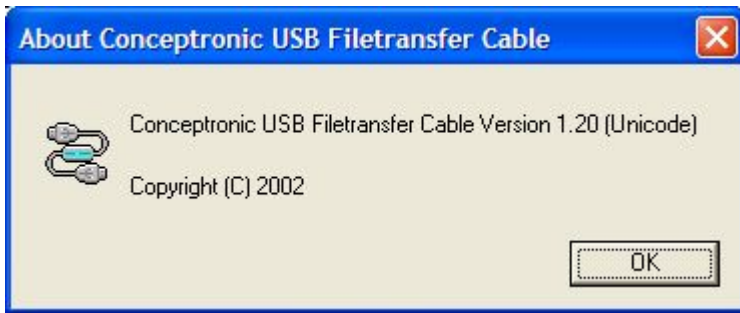 About Conceptronic USB Filetransfer Cable
Conceptronic USB Filetransfer Cable Version 1.20 (Unicode)
Copyright (C) 2002
OK